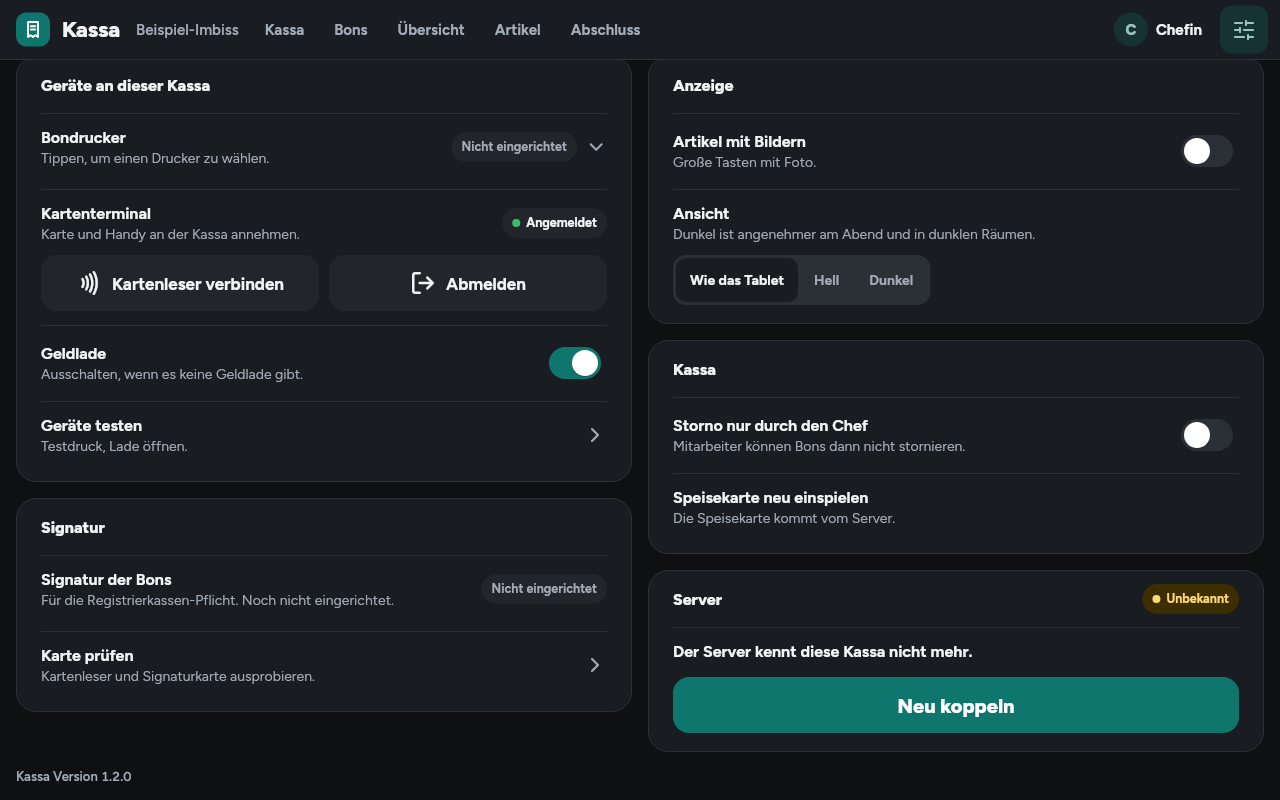 Kassa
Beispiel-Imbiss
Kassa
Bons
Übersicht
Artikel
Abschluss
C
Chefin
Geräte an dieser Kassa
Bondrucker
Tippen, um einen Drucker zu wählen.
Nicht eingerichtet
Kartenterminal
Karte und Handy an der Kassa annehmen.
Angemeldet
Kartenleser verbinden
Abmelden
Geldlade
Ausschalten, wenn es keine Geldlade gibt.
Geräte testen
Testdruck, Lade öffnen.
Signatur
Signatur der Bons
Für die Registrierkassen-Pflicht. Noch nicht eingerichtet.
Nicht eingerichtet
Karte prüfen
Kartenleser und Signaturkarte ausprobieren.
Anzeige
Artikel mit Bildern
Große Tasten mit Foto.
Ansicht
Dunkel ist angenehmer am Abend und in dunklen Räumen.
Wie das Tablet
Hell
Dunkel
Kassa
Storno nur durch den Chef
Mitarbeiter können Bons dann nicht stornieren.
Speisekarte neu einspielen
Die Speisekarte kommt vom Server.
Server
Unbekannt
Der Server kennt diese Kassa nicht mehr.
Neu koppeln
Kassa Version 1.2.0